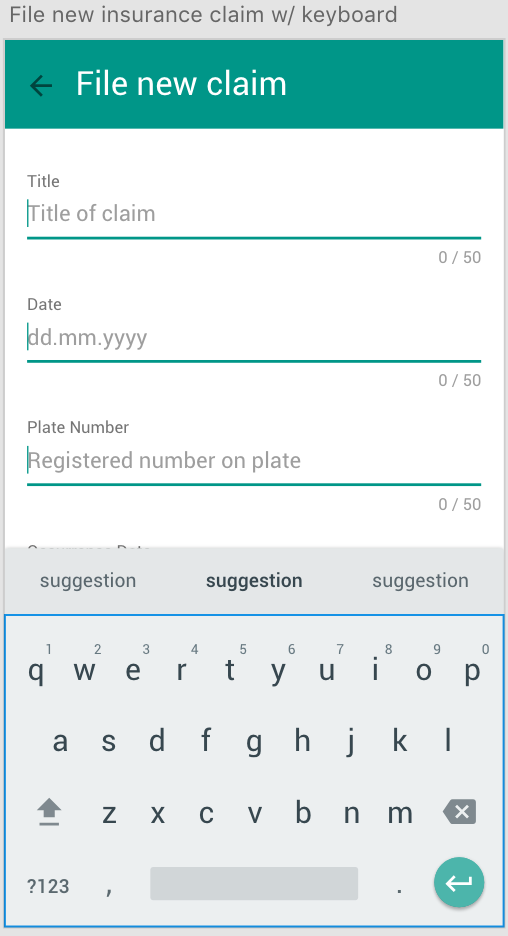 File new insurance claim w/ keyboard
File new claim
Title
Title of claim
0 / 50
Date
dd.mm.yyyy
0 / 50
Plate Number
Registered number on plate
0 / 50
suggestion suggestion suggestion
1 2 3 4 5 6 7 8 9 0
q w e r t y u i o p
a s d f g h j k l
z x c v b n m
?123 , .